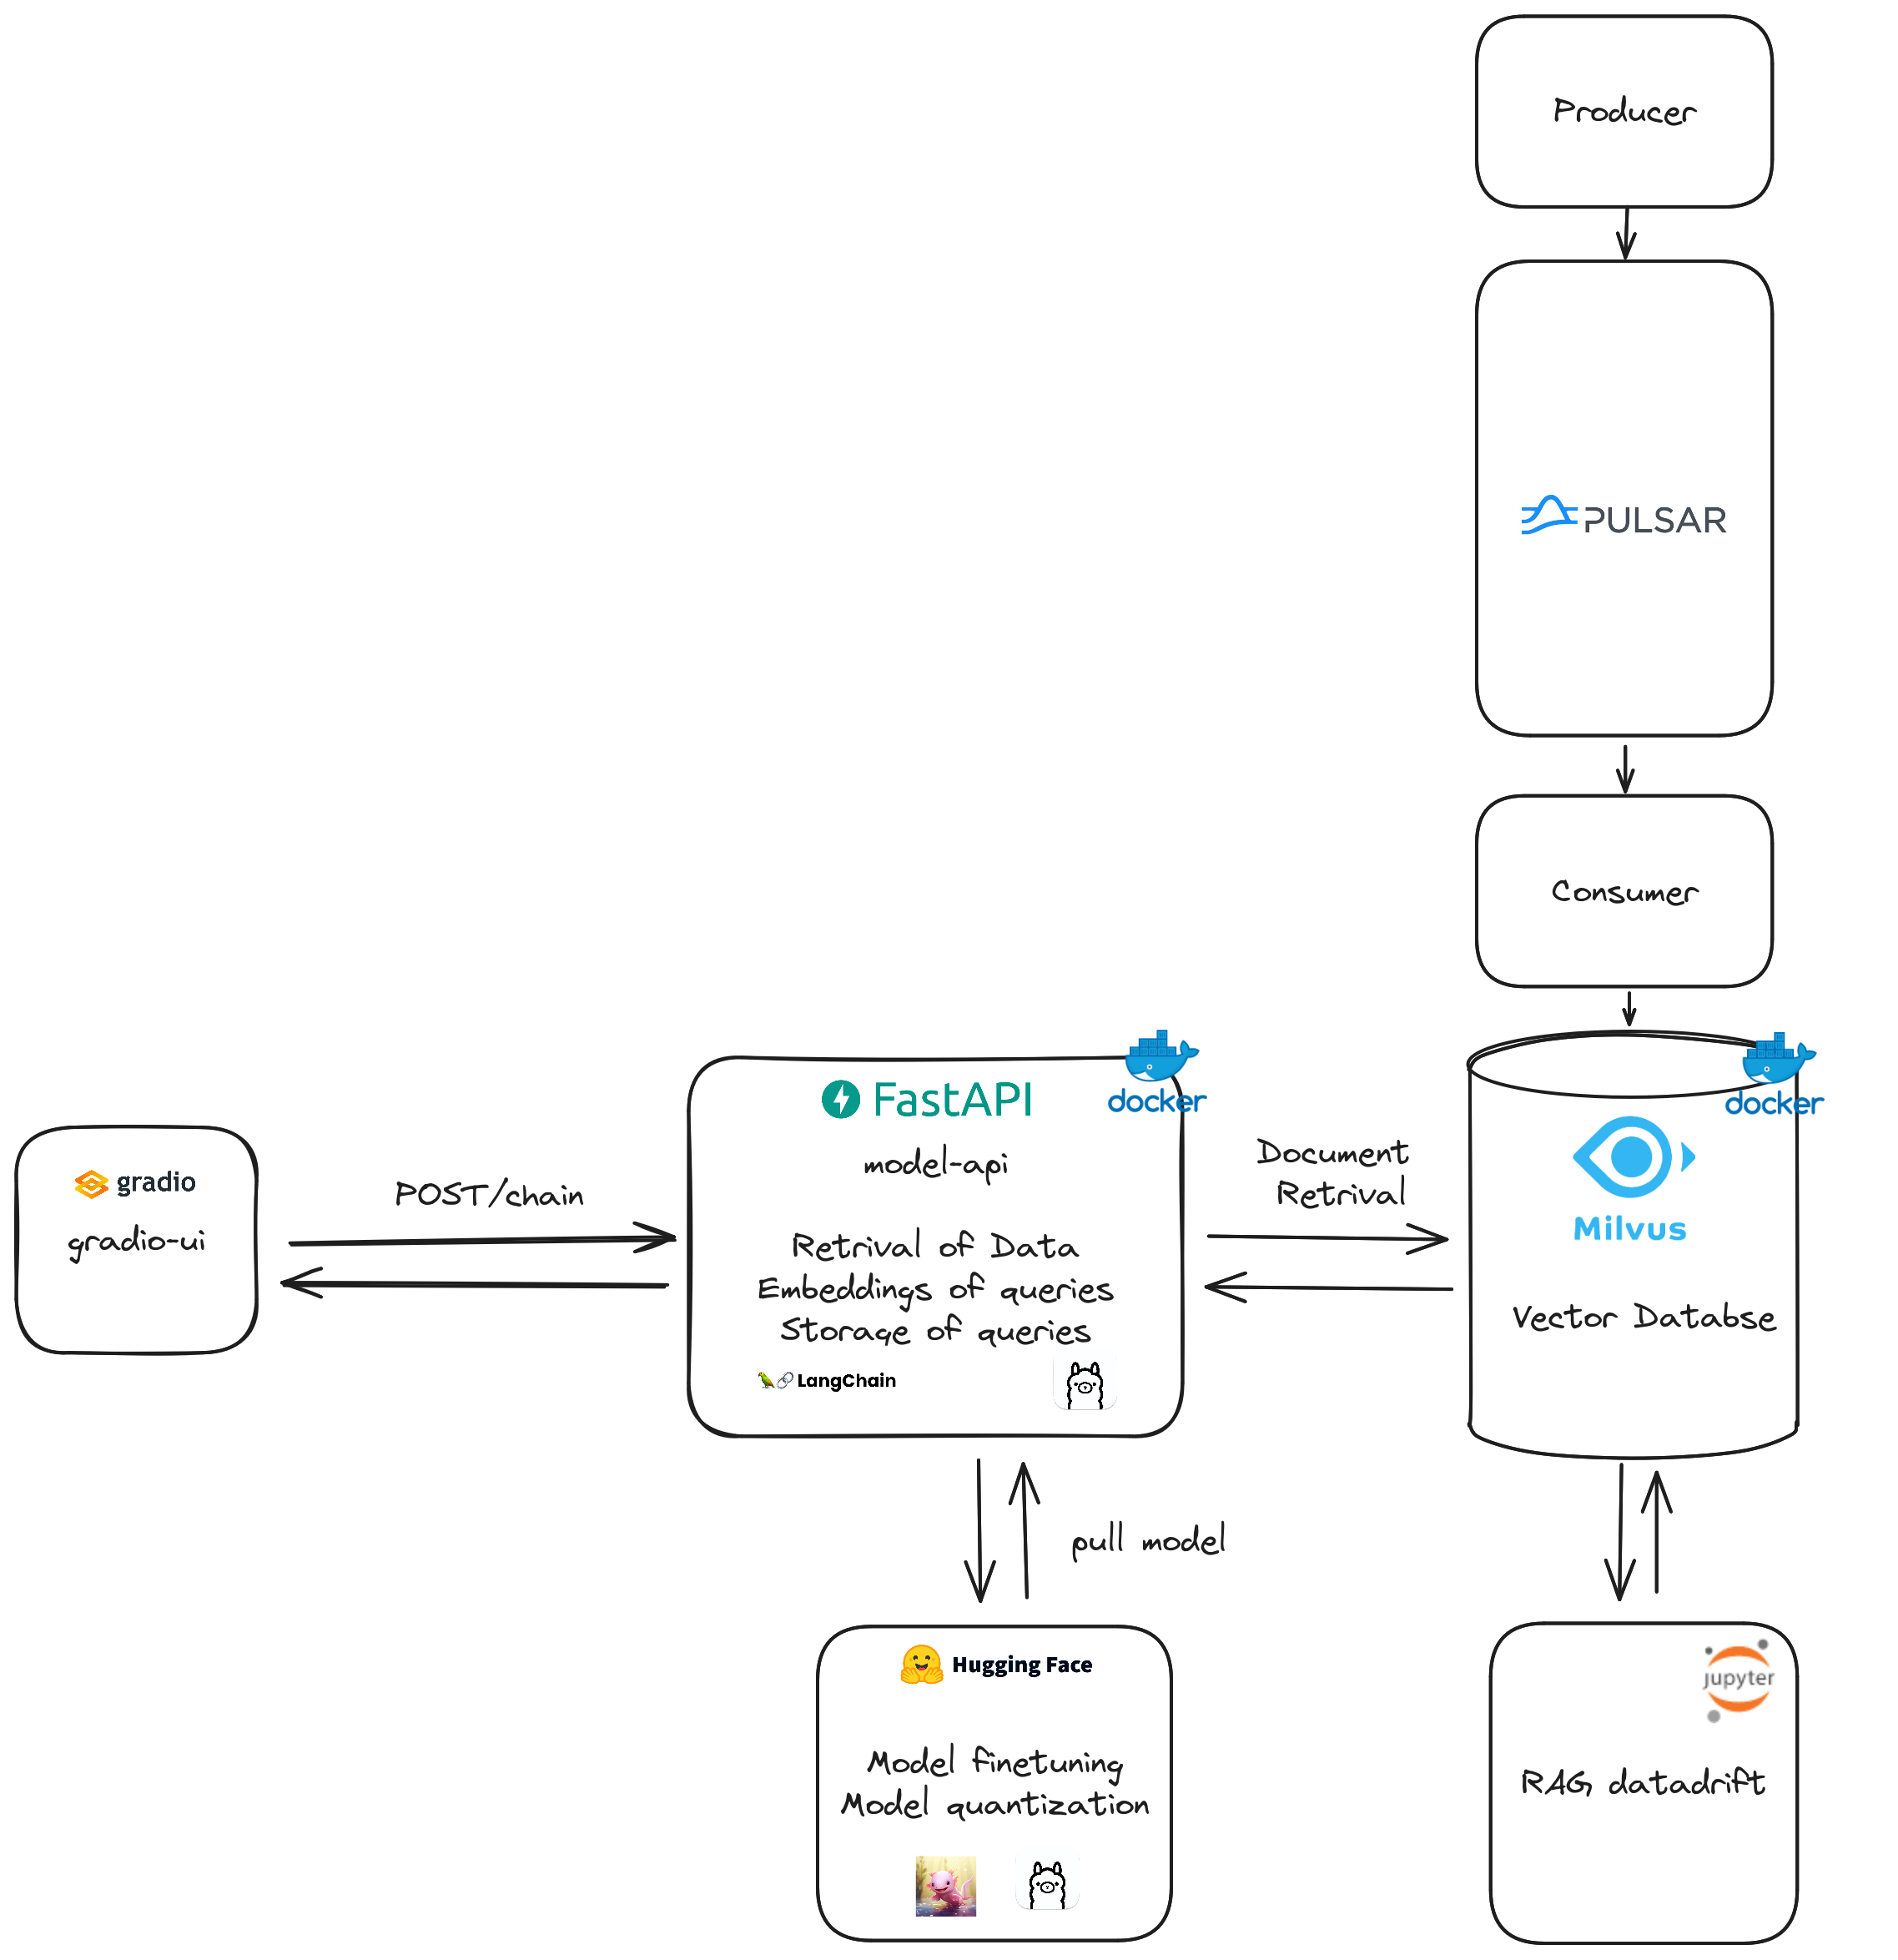 Producer
PULSAR
Consumer
docker
docker
FastAPI
model-api
Retrival of Data
Embeddings of queries
Storage of queries
LangChain
gradio
gradio-ui
POST/chain
Document
Retrival
Milvus
Vector Databse
pull model
Hugging Face
Model finetuning
Model quantization
jupyter
RAG datadrift